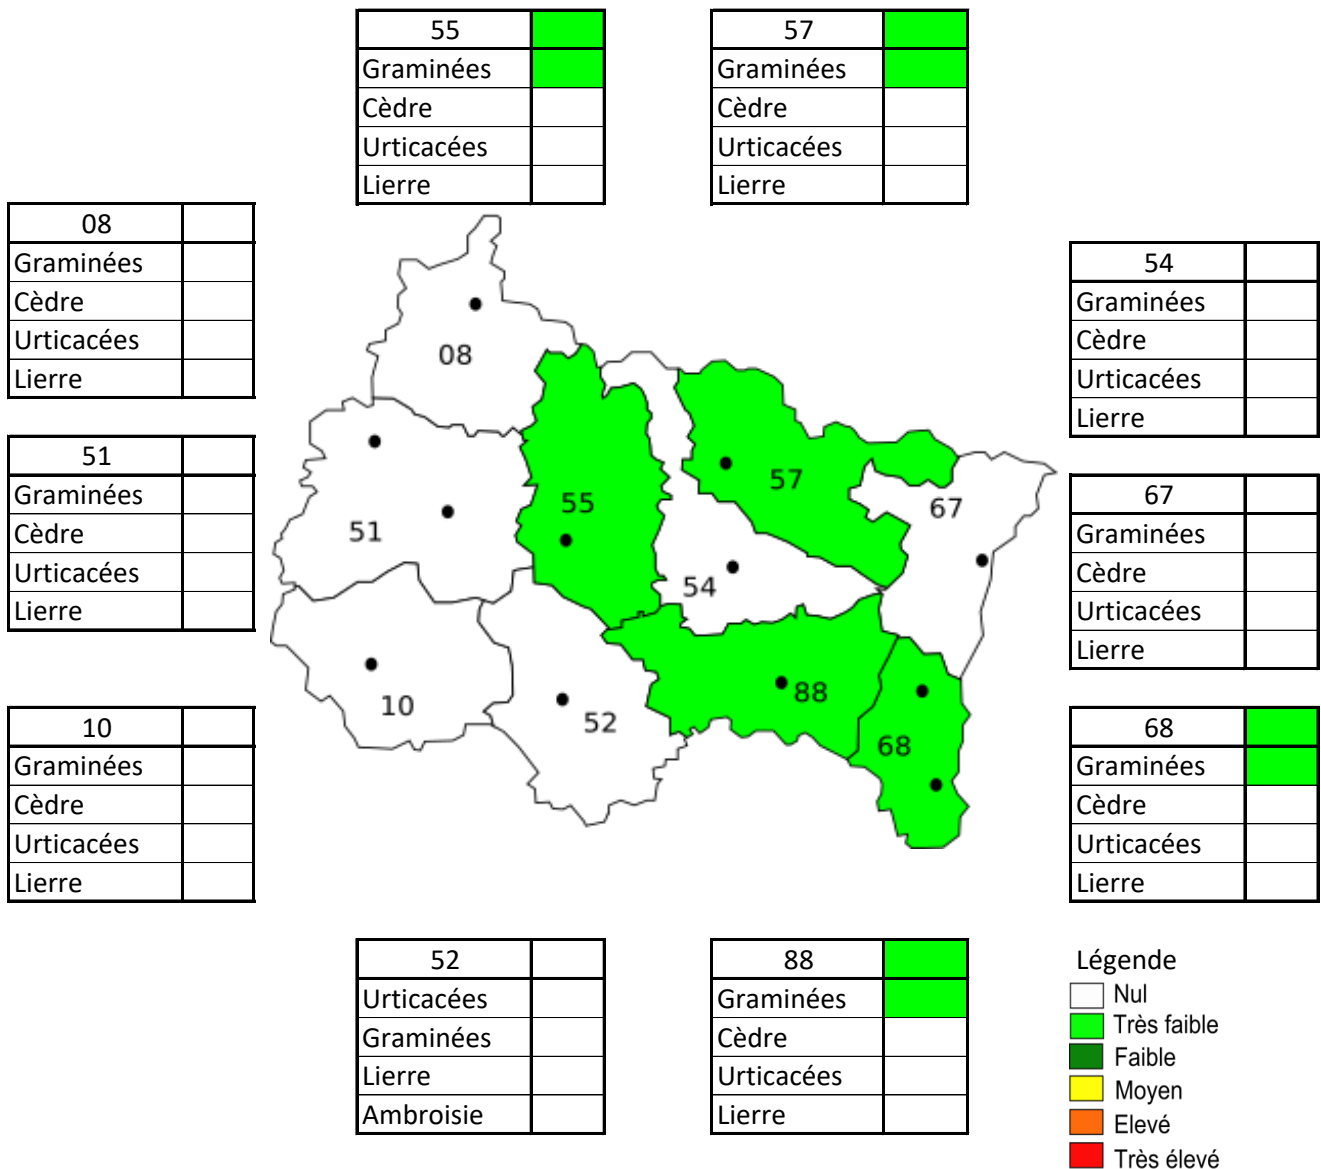 55
Graminées
Cèdre
Urticacées
Lierre
57
Graminées
Cèdre
Urticacées
Lierre
08
Graminées
Cèdre
Urticacées
Lierre
54
Graminées
Cèdre
Urticacées
Lierre
51
Graminées
Cèdre
Urticacées
Lierre
67
Graminées
Cèdre
Urticacées
Lierre
08
57
55
67
51
54
88
10
52
68
10
Graminées
Cèdre
Urticacées
Lierre
68
Graminées
Cèdre
Urticacées
Lierre
52
Urticacées
Graminées
Lierre
Ambroisie
88
Graminées
Cèdre
Urticacées
Lierre
Légende
Nul
Très faible
Faible
Moyen
Elevé
Très élevé